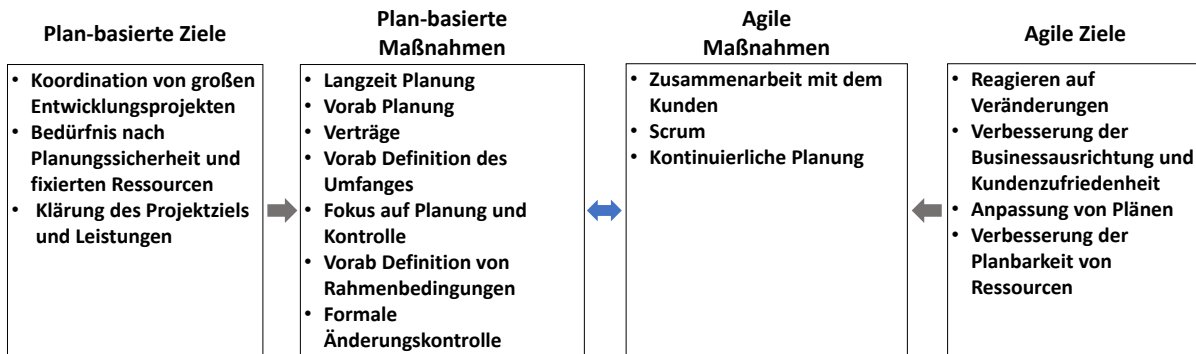 Plan-basierte Ziele
• Koordination von großen
Entwicklungsprojekten
• Bedürfnis nach
Planungssicherheit und
fixierten Ressourcen
• Klärung des Projektziels
und Leistungen
Plan-basierte
Maßnahmen
• Langzeit Planung
• Vorab Planung
• Verträge
• Vorab Definition des
Umfanges
• Fokus auf Planung und
Kontrolle
• Vorab Definition von
Rahmenbedingungen
• Formale
Änderungskontrolle
Agile
Maßnahmen
• Zusammenarbeit mit dem
Kunden
• Scrum
• Kontinuierliche Planung
Agile Ziele
• Reagieren auf
Veränderungen
• Verbesserung der
Businessausrichtung und
Kundenzufriedenheit
• Anpassung von Plänen
• Verbesserung der
Planbarkeit von
Ressourcen